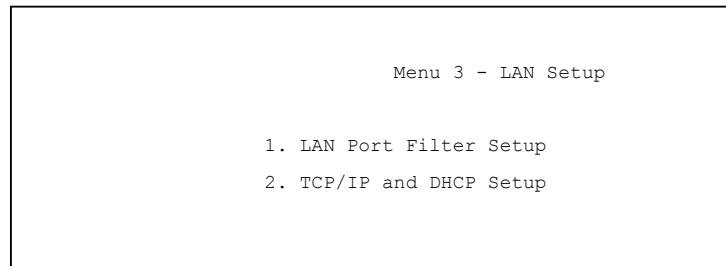 Menu 3 - LAN Setup
1. LAN Port Filter Setup
2. TCP/IP and DHCP Setup